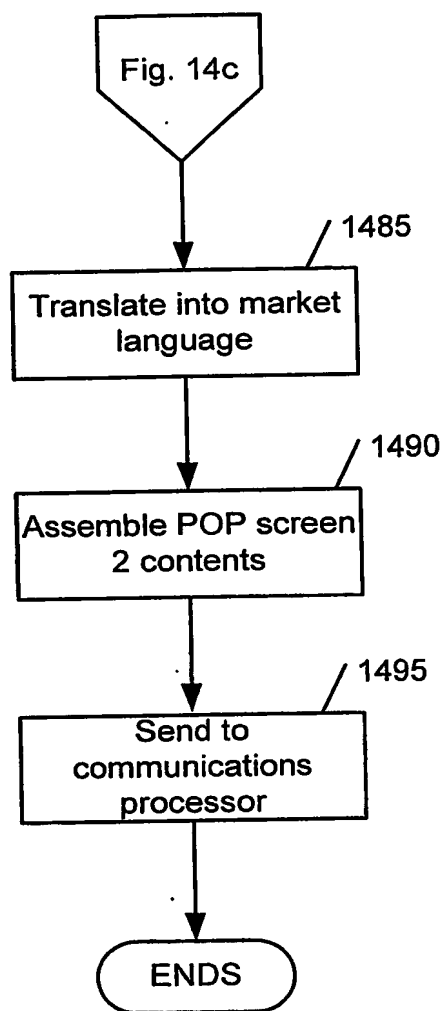 Fig. 14c
1485
Translate into market
language
1490
Assemble POP screen
2 contents
1495
Send to
communications
processor
ENDS